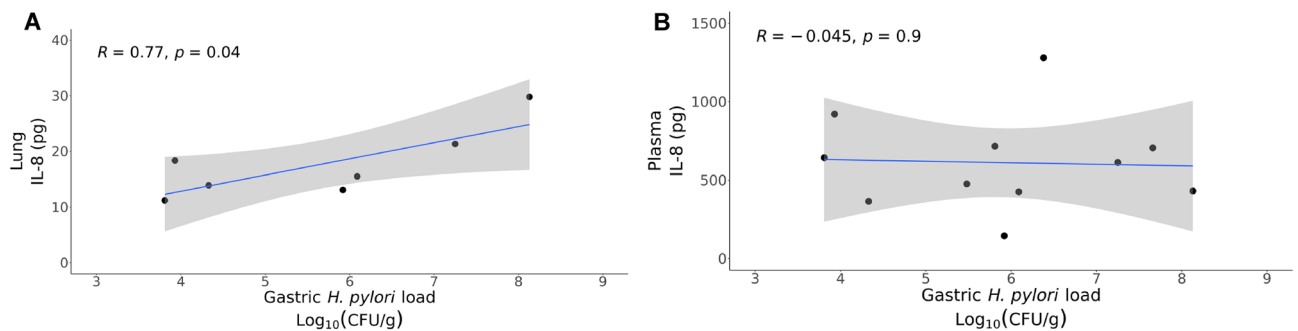 A
R = 0.77, p = 0.04
40
30
20
10
0
Lung
IL-8 (pg)
3 4 5 6 7 8 9
Gastric H. pylori load
Log₁₀(CFU/g)
B
R = −0.045, p = 0.9
1500
1000
500
0
Plasma
IL-8 (pg)
3 4 5 6 7 8 9
Gastric H. pylori load
Log₁₀(CFU/g)